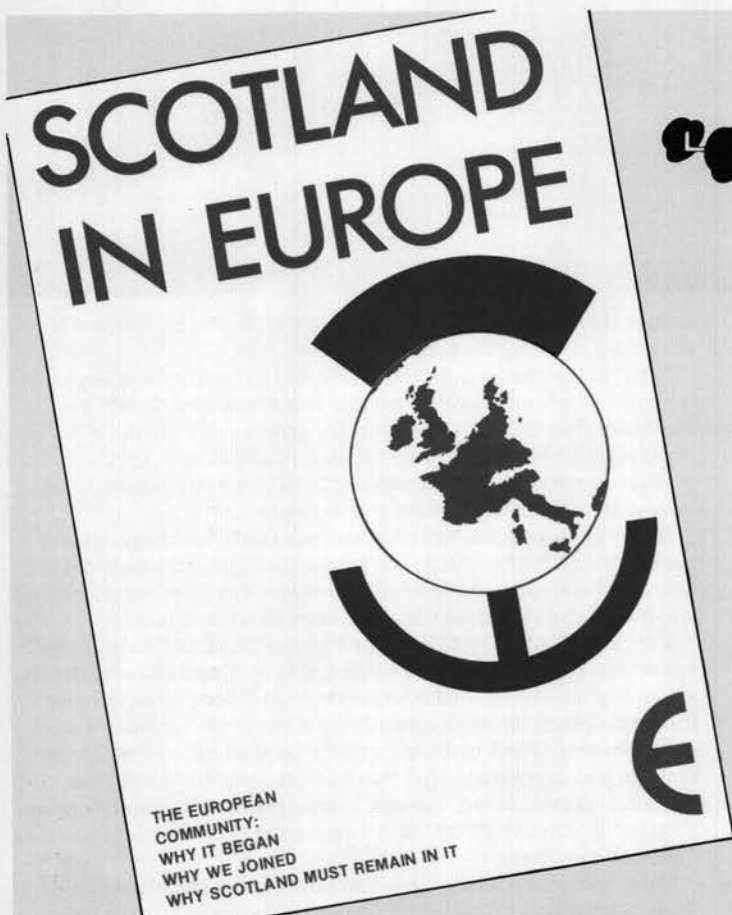 SCOTLAND
IN EUROPE
THE EUROPEAN
COMMUNITY:
WHY IT BEGAN
WHY WE JOINED
WHY SCOTLAND MUST REMAIN IN IT